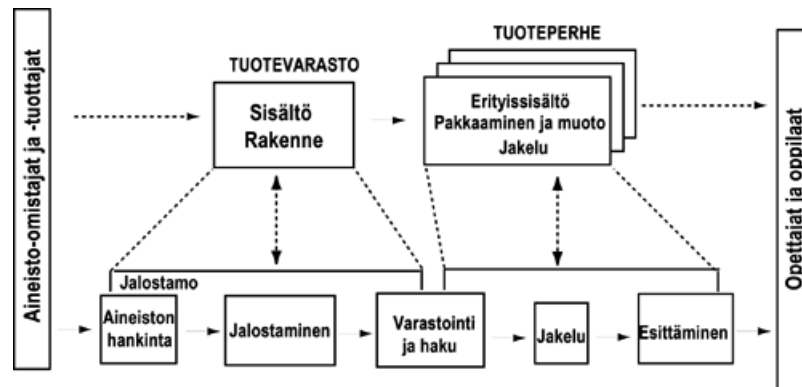 Aineisto-omistajat ja -tuottajat
TUOTEVARASTO
Sisältö
Rakenne
TUOTEPERHE
Erityissisältö
Pakkaaminen ja muoto
Jakelu
Jalostamo
Aineiston
hankinta
Jalostaminen
Varastointi
ja haku
Jakelu
Esittäminen
Opettajat ja oppilaat